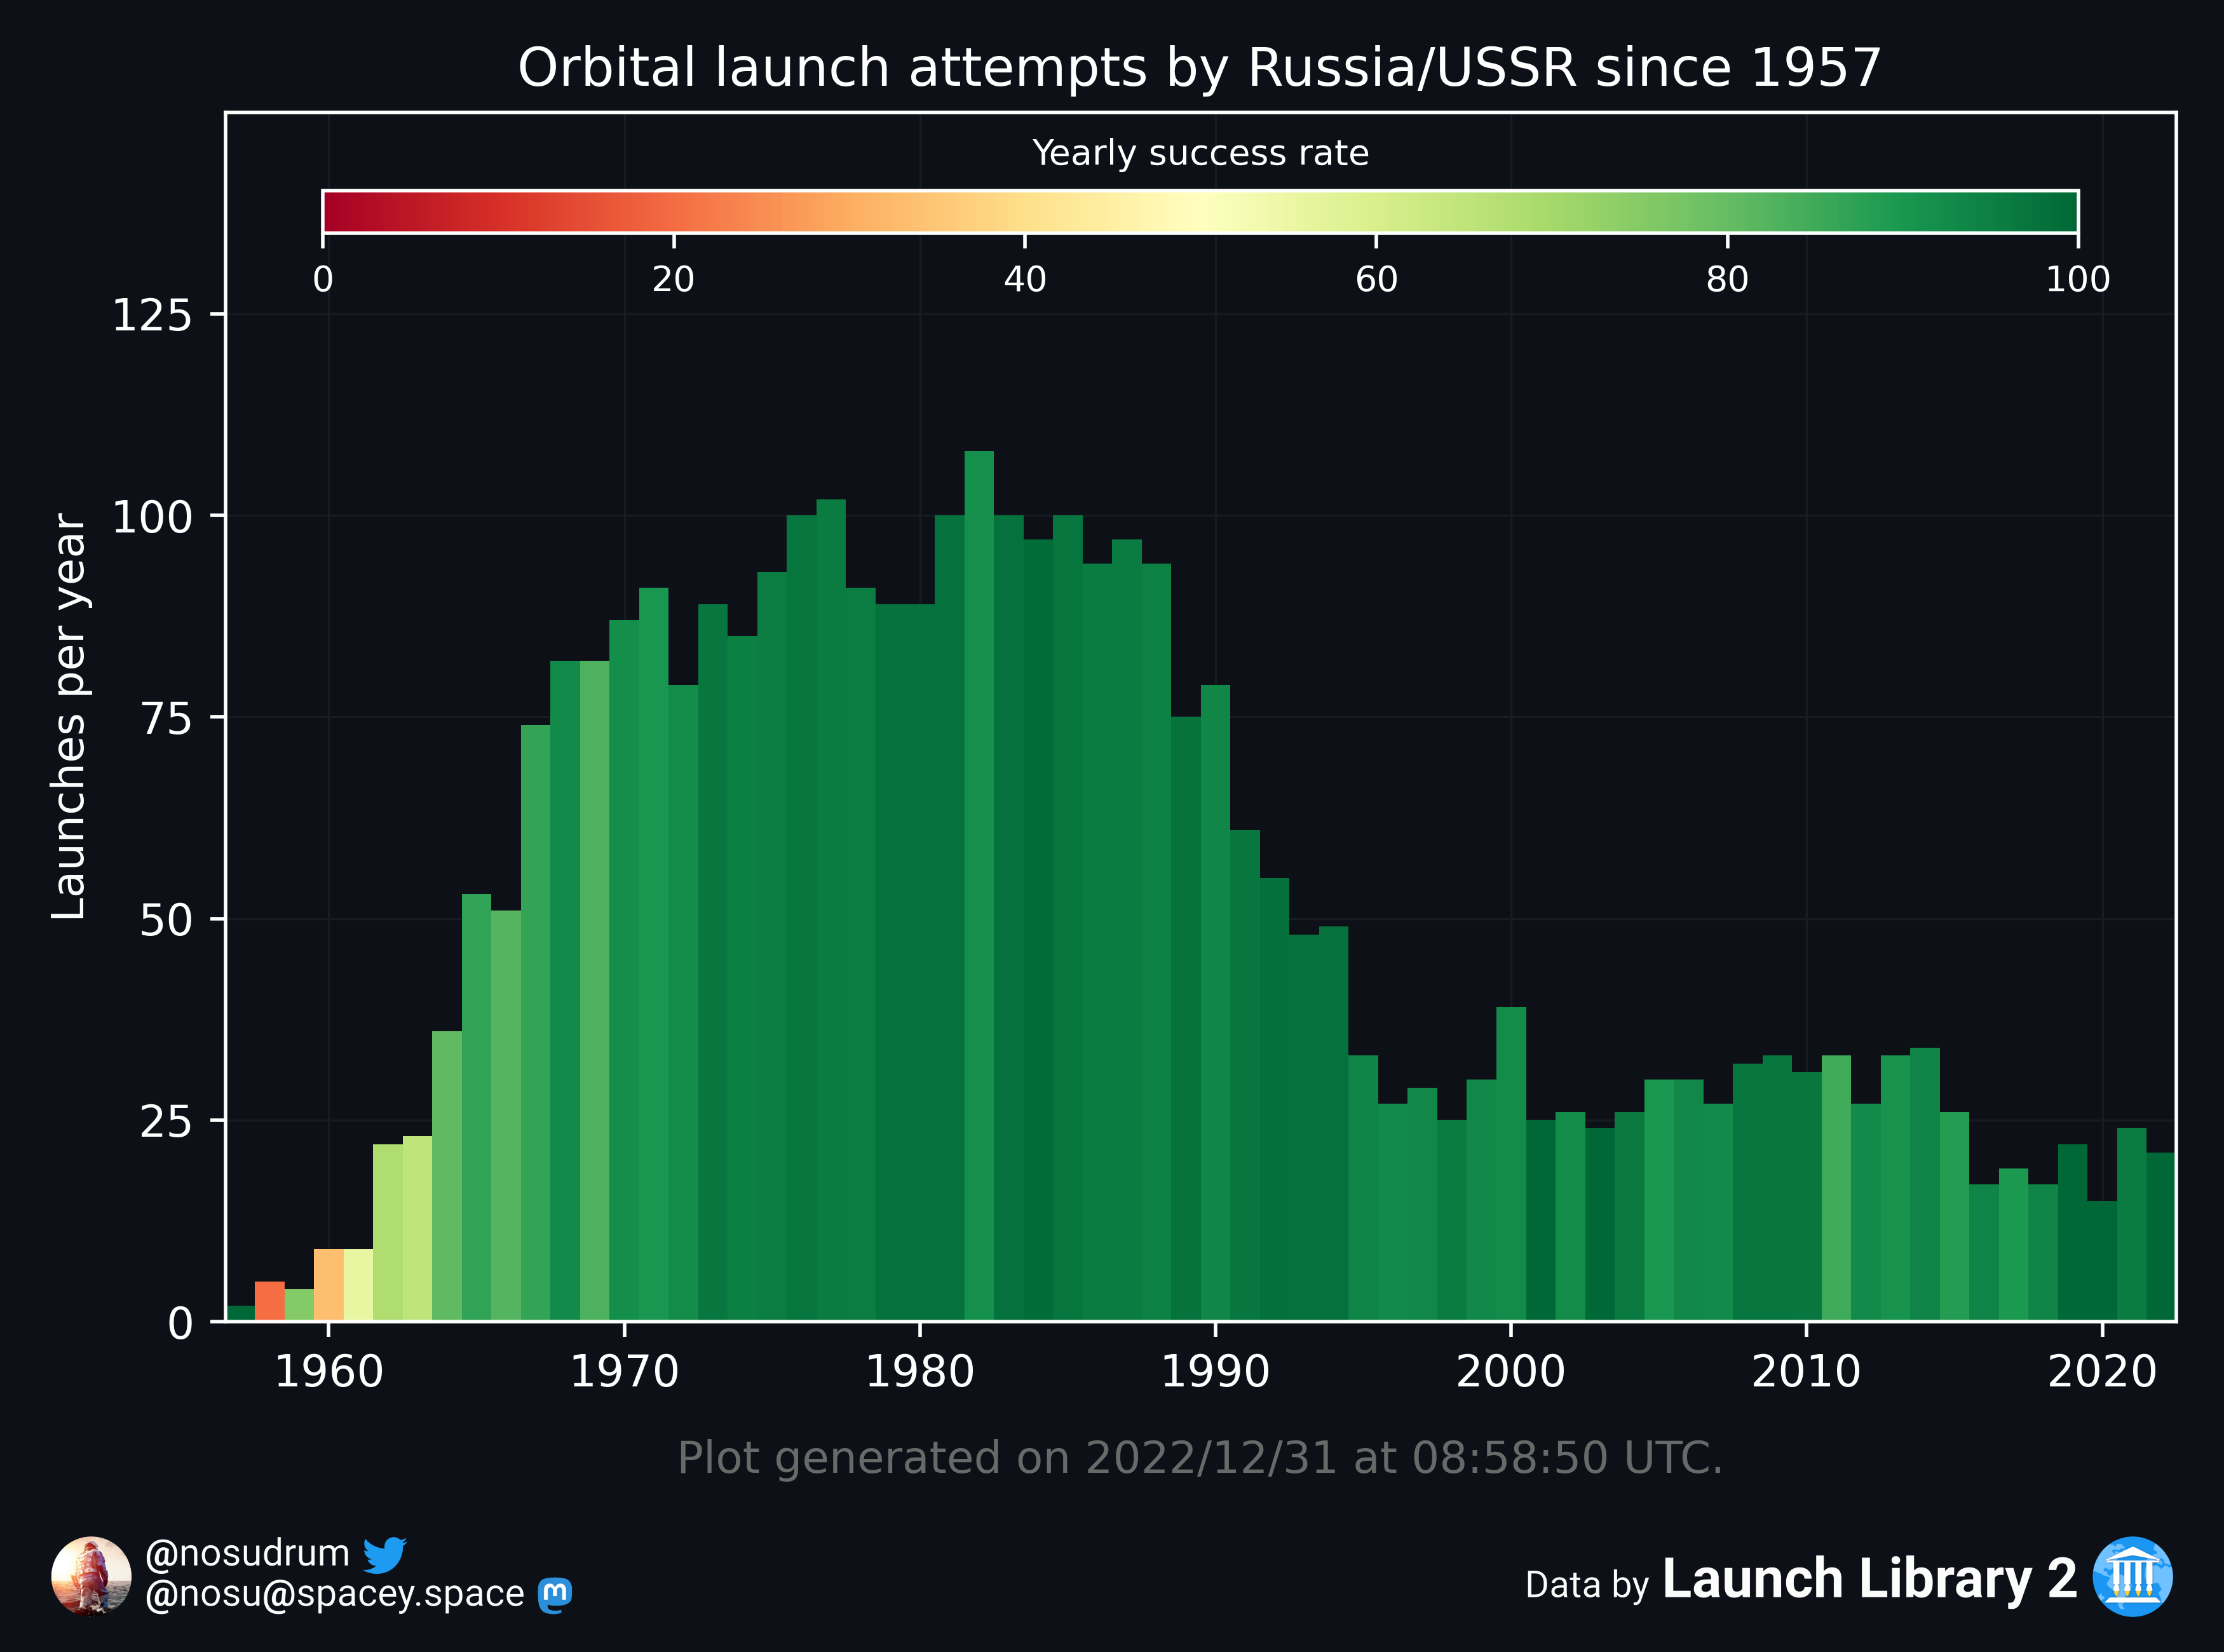 Orbital launch attempts by Russia/USSR since 1957
Yearly success rate
0 20 40 60 80 100
125
100
75
50
25
0
Launches per year
1960 1970 1980 1990 2000 2010 2020
Plot generated on 2022/12/31 at 08:58:50 UTC.
@nosudrum
@nosu@spacey.space
Data by Launch Library 2